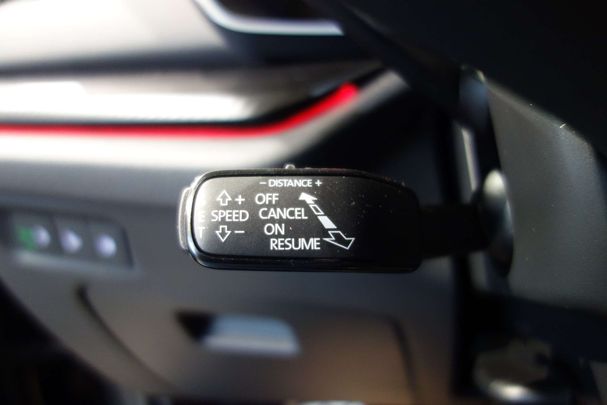 − DISTANCE +
+ OFF
E SPEED CANCEL
T − ON
RESUME